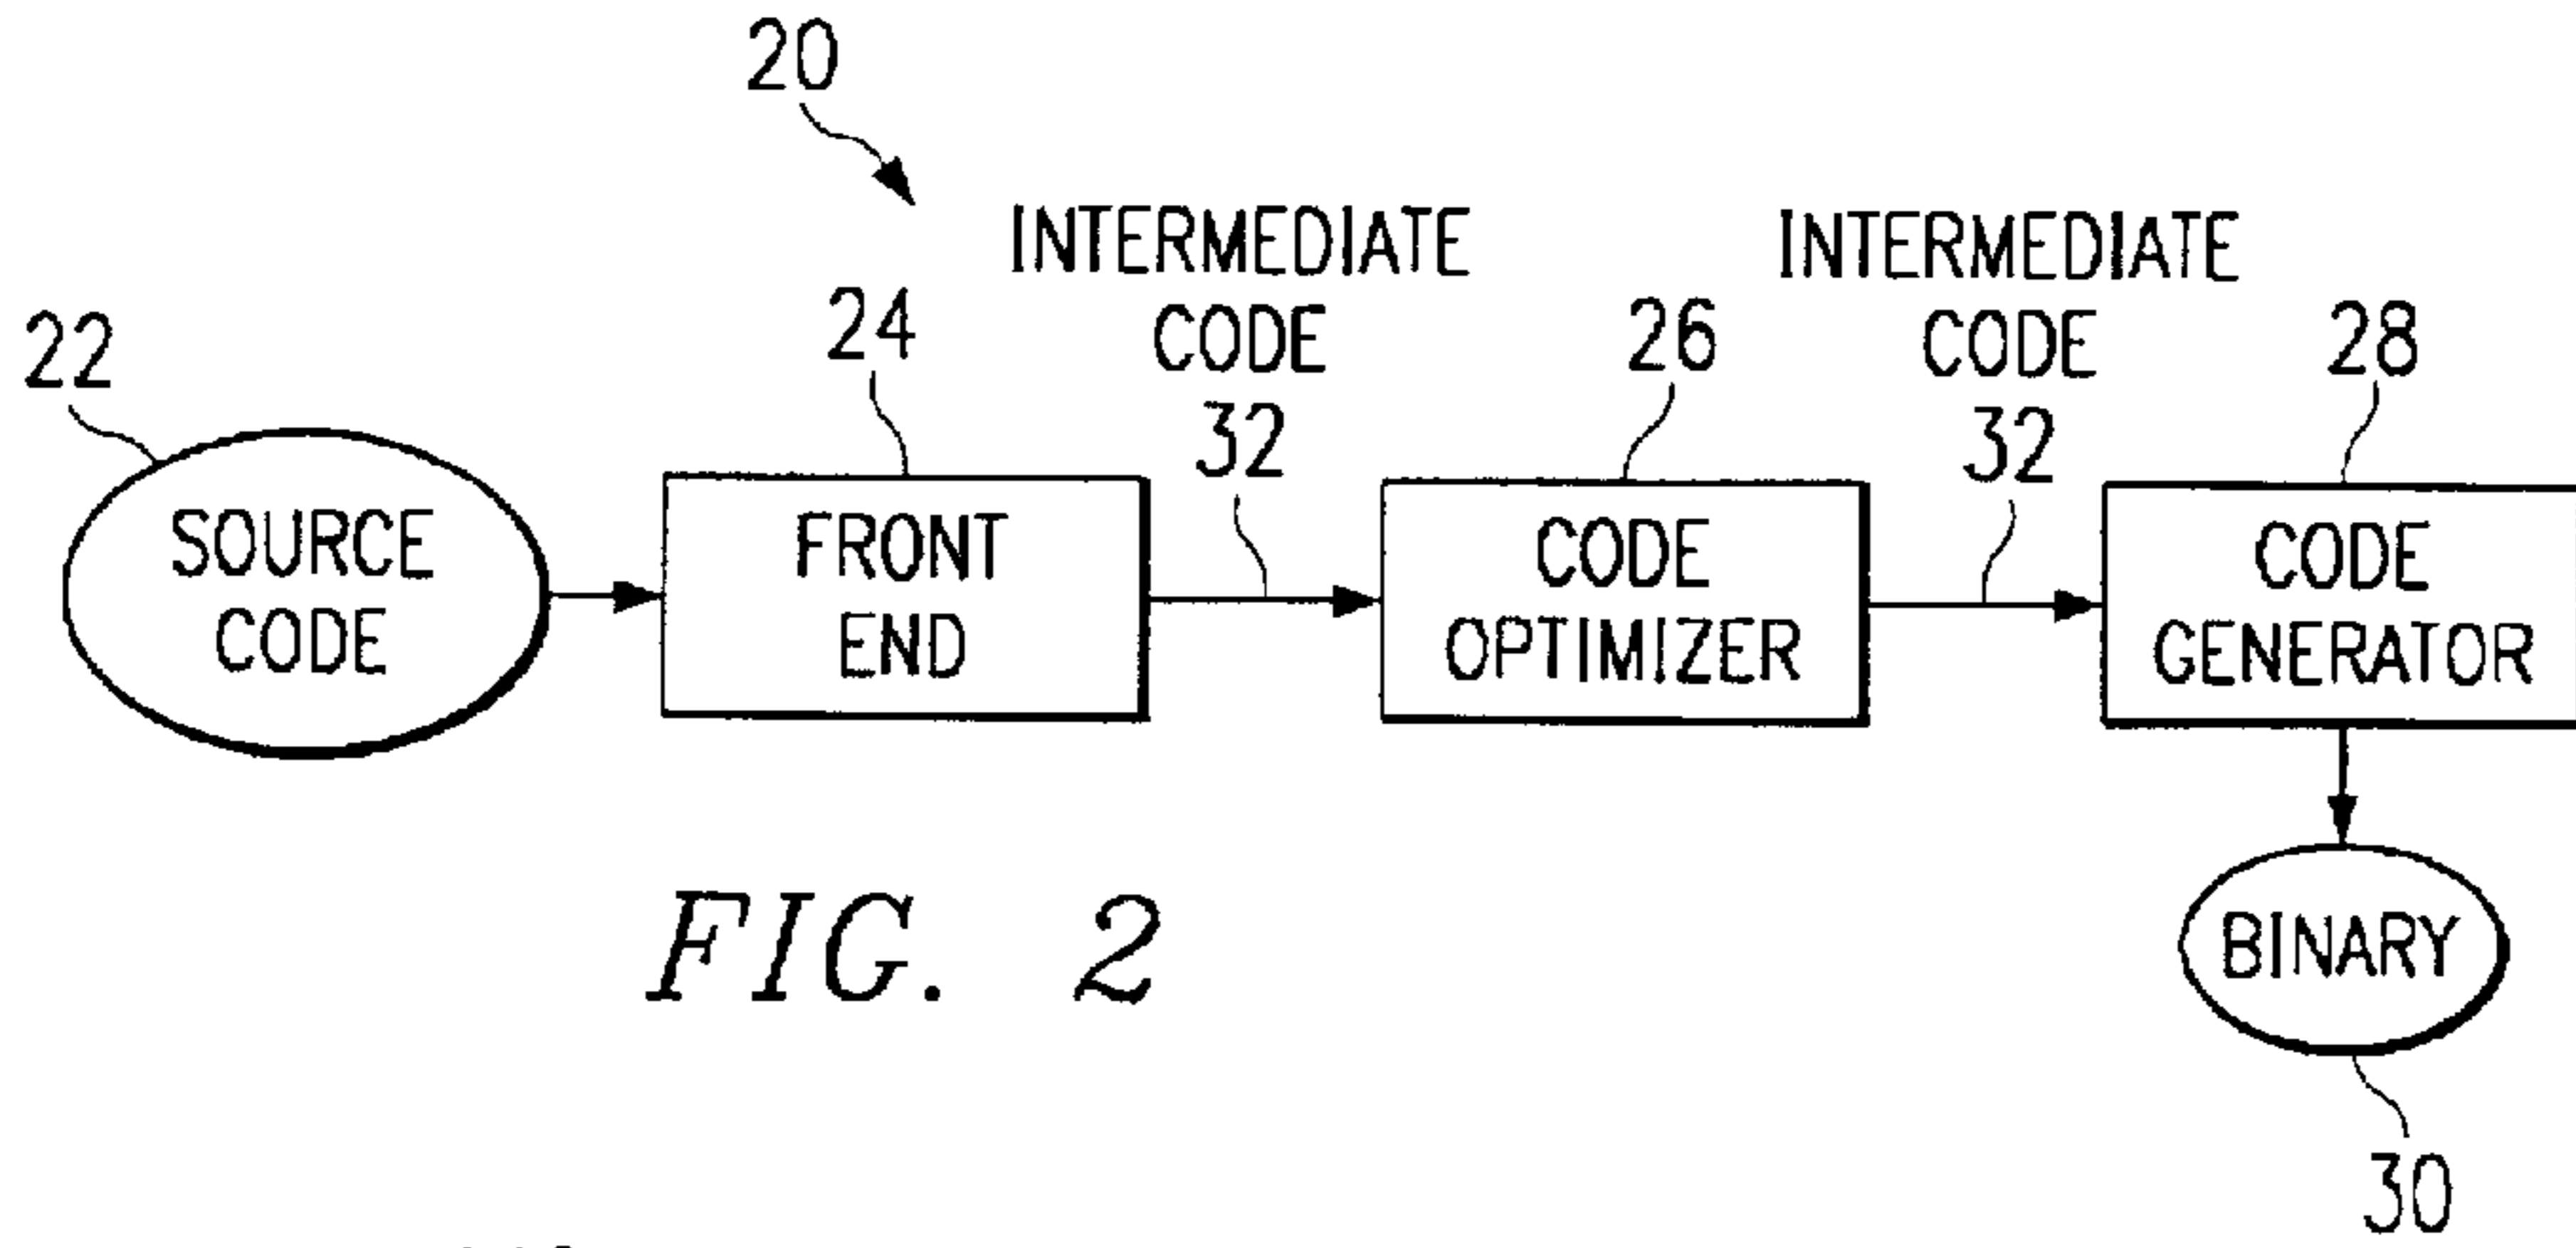 20
INTERMEDIATE
CODE
32
INTERMEDIATE
CODE
32
22
24
26
28
SOURCE
CODE
FRONT
END
CODE
OPTIMIZER
CODE
GENERATOR
BINARY
30
FIG. 2